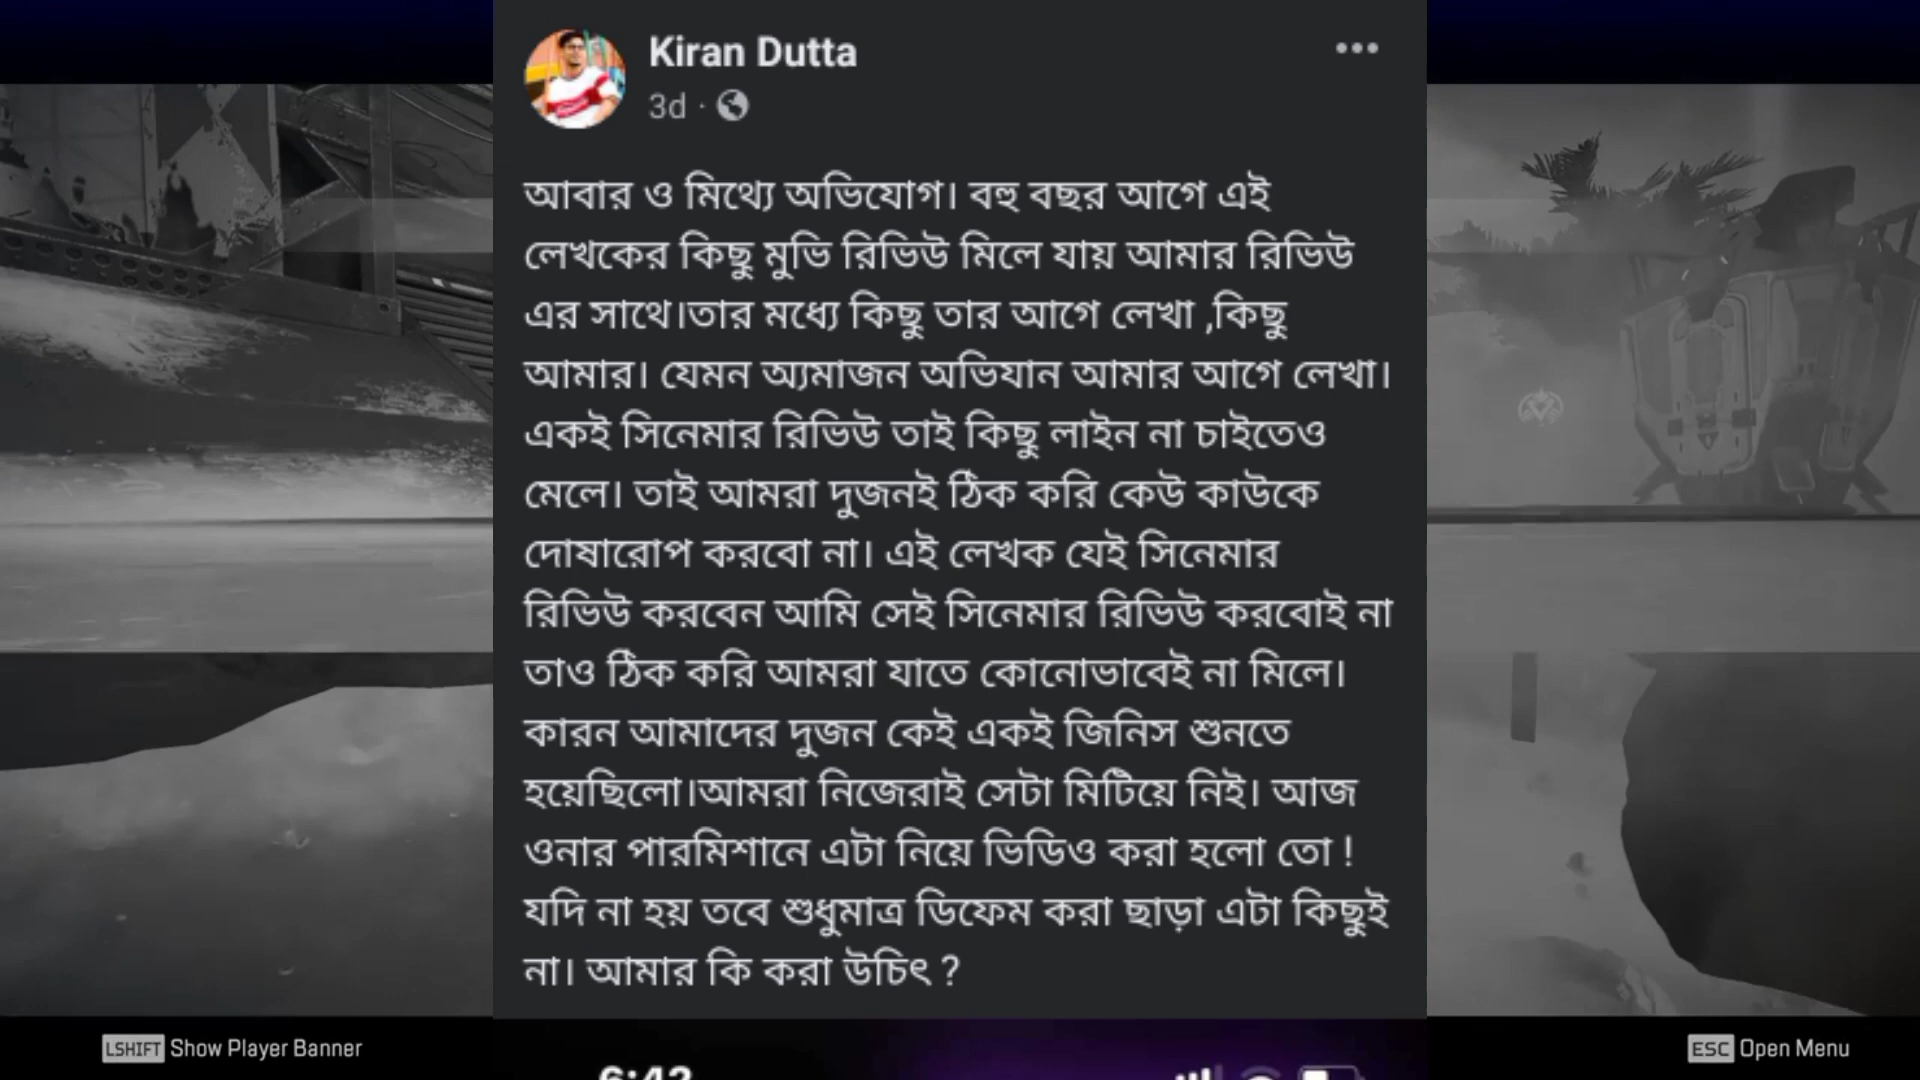 Kiran Dutta
3d ·
আবার ও মিথ্যে অভিযোগ। বহু বছর আগে এই
লেখকের কিছু মুভি রিভিউ মিলে যায় আমার রিভিউ
এর সাথে।তার মধ্যে কিছু তার আগে লেখা ,কিছু
আমার। যেমন অ্যমাজন অভিযান আমার আগে লেখা।
একই সিনেমার রিভিউ তাই কিছু লাইন না চাইতেও
মেলে। তাই আমরা দুজনই ঠিক করি কেউ কাউকে
দোষারোপ করবো না। এই লেখক যেই সিনেমার
রিভিউ করবেন আমি সেই সিনেমার রিভিউ করবোই না
তাও ঠিক করি আমরা যাতে কোনোভাবেই না মিলে।
কারন আমাদের দুজন কেই একই জিনিস শুনতে
হয়েছিলো।আমরা নিজেরাই সেটা মিটিয়ে নিই। আজ
ওনার পারমিশানে এটা নিয়ে ভিডিও করা হলো তো !
যদি না হয় তবে শুধুমাত্র ডিফেম করা ছাড়া এটা কিছুই
না। আমার কি করা উচিৎ ?
LSHIFT Show Player Banner
ESC Open Menu
6:42